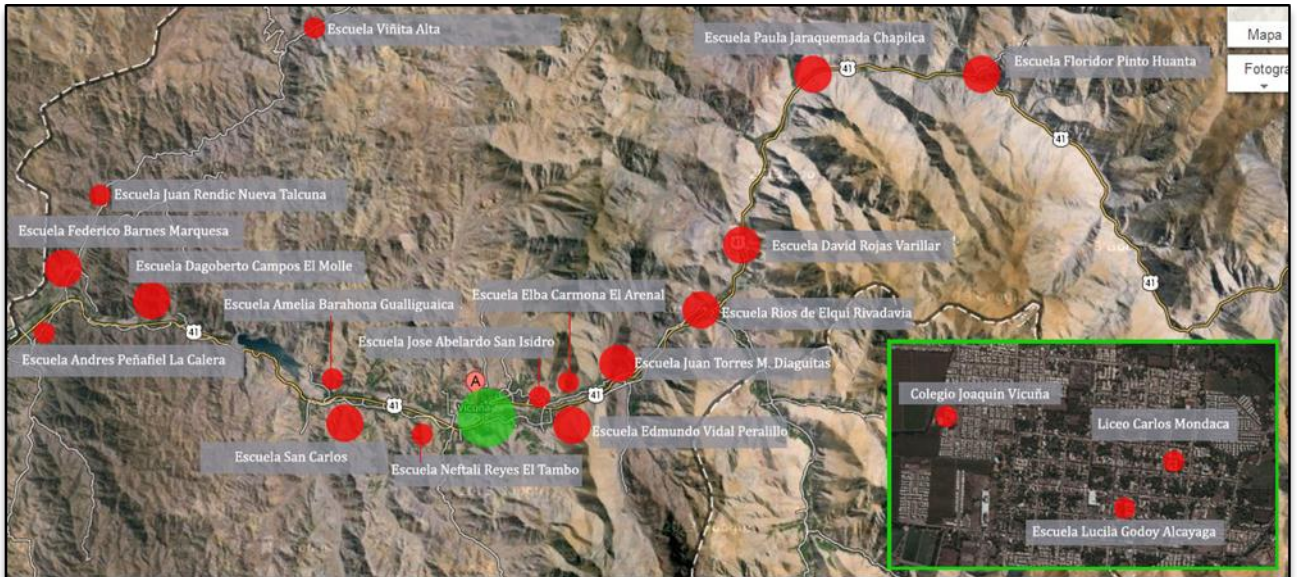 Escuela Viñita Alta
Escuela Paula Jaraquemada Chapilca
Mapa
41
Escuela Floridor Pinto Huanta
Fotogra
41
Escuela Juan Rendic Nueva Talcuna
Escuela Federico Barnes Marquesa
Escuela David Rojas Varillar
Escuela Dagoberto Campos El Molle
41
Escuela Amelia Barahona Gualliguaica
Escuela Elba Carmona El Arenal
Escuela Rios de Elqui Rivadavia
41
Escuela Jose Abelardo San Isidro
Escuela Andres Peñafiel La Calera
Escuela Juan Torres M. Diaguitas
A
41
Vicuña
41
Escuela Edmundo Vidal Peralillo
Escuela San Carlos
Escuela Neftali Reyes El Tambo
Colegio Joaquin Vicuña
Liceo Carlos Mondaca
Escuela Lucila Godoy Alcayaga